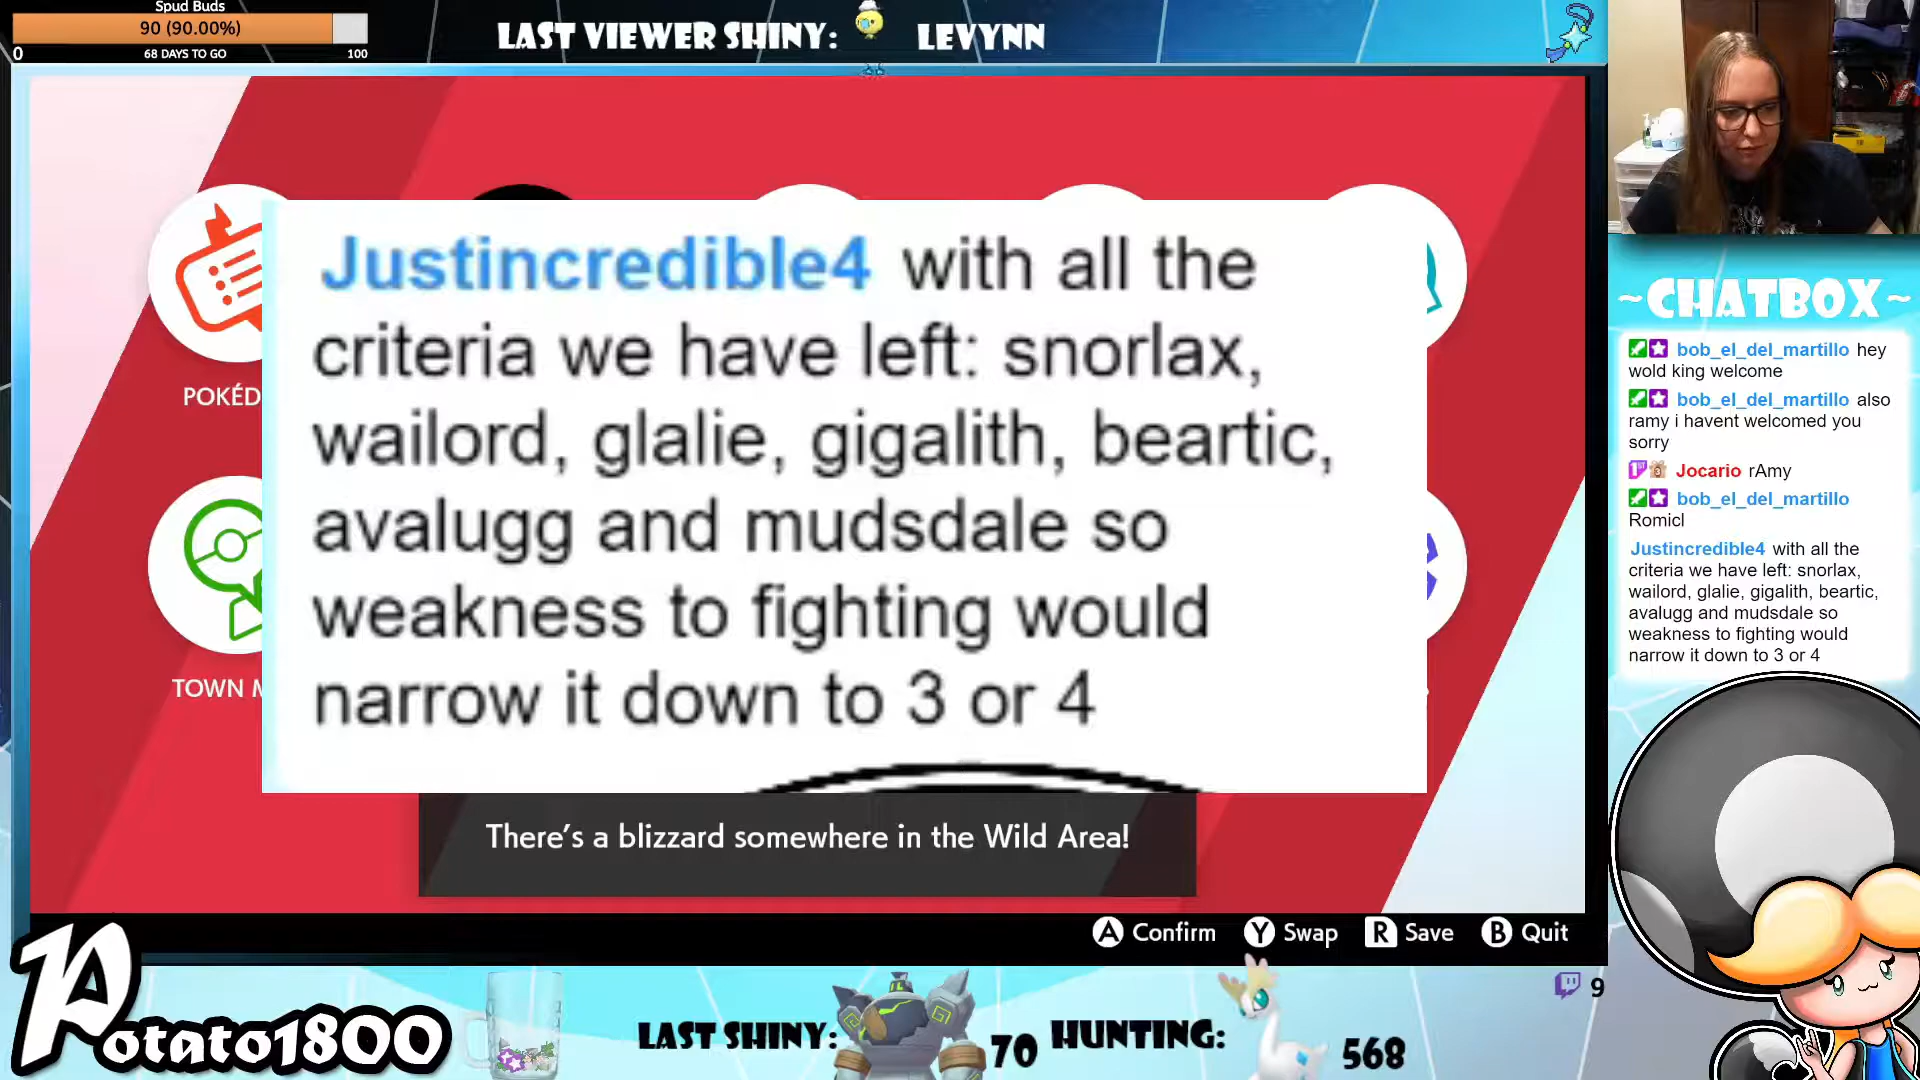 Spud Buds
90 (90.00%)
0 68 DAYS TO GO 100
LAST VIEWER SHINY: LEVYNN
POKÉD
TOWN M
Justincredible4 with all the
criteria we have left: snorlax,
wailord, glalie, gigalith, beartic,
avalugg and mudsdale so
weakness to fighting would
narrow it down to 3 or 4
There's a blizzard somewhere in the Wild Area!
A Confirm Y Swap R Save B Quit
~CHATBOX~
bob_el_del_martillo hey
wold king welcome
bob_el_del_martillo also
ramy i havent welcomed you
sorry
1ST 3 Jocario rAmy
bob_el_del_martillo
Romicl
Justincredible4 with all the
criteria we have left: snorlax,
wailord, glalie, gigalith, beartic,
avalugg and mudsdale so
weakness to fighting would
narrow it down to 3 or 4
9
Potato1800
LAST SHINY: 70 HUNTING: 568